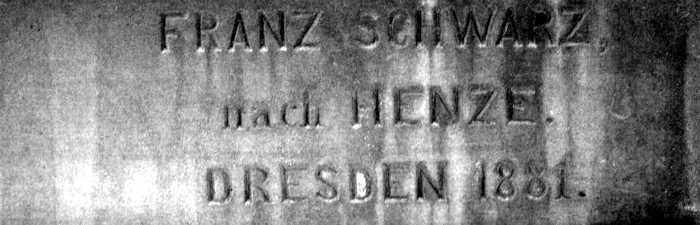 FRANZ SCHWARZ,
nach HENZE.
DRESDEN 1881.